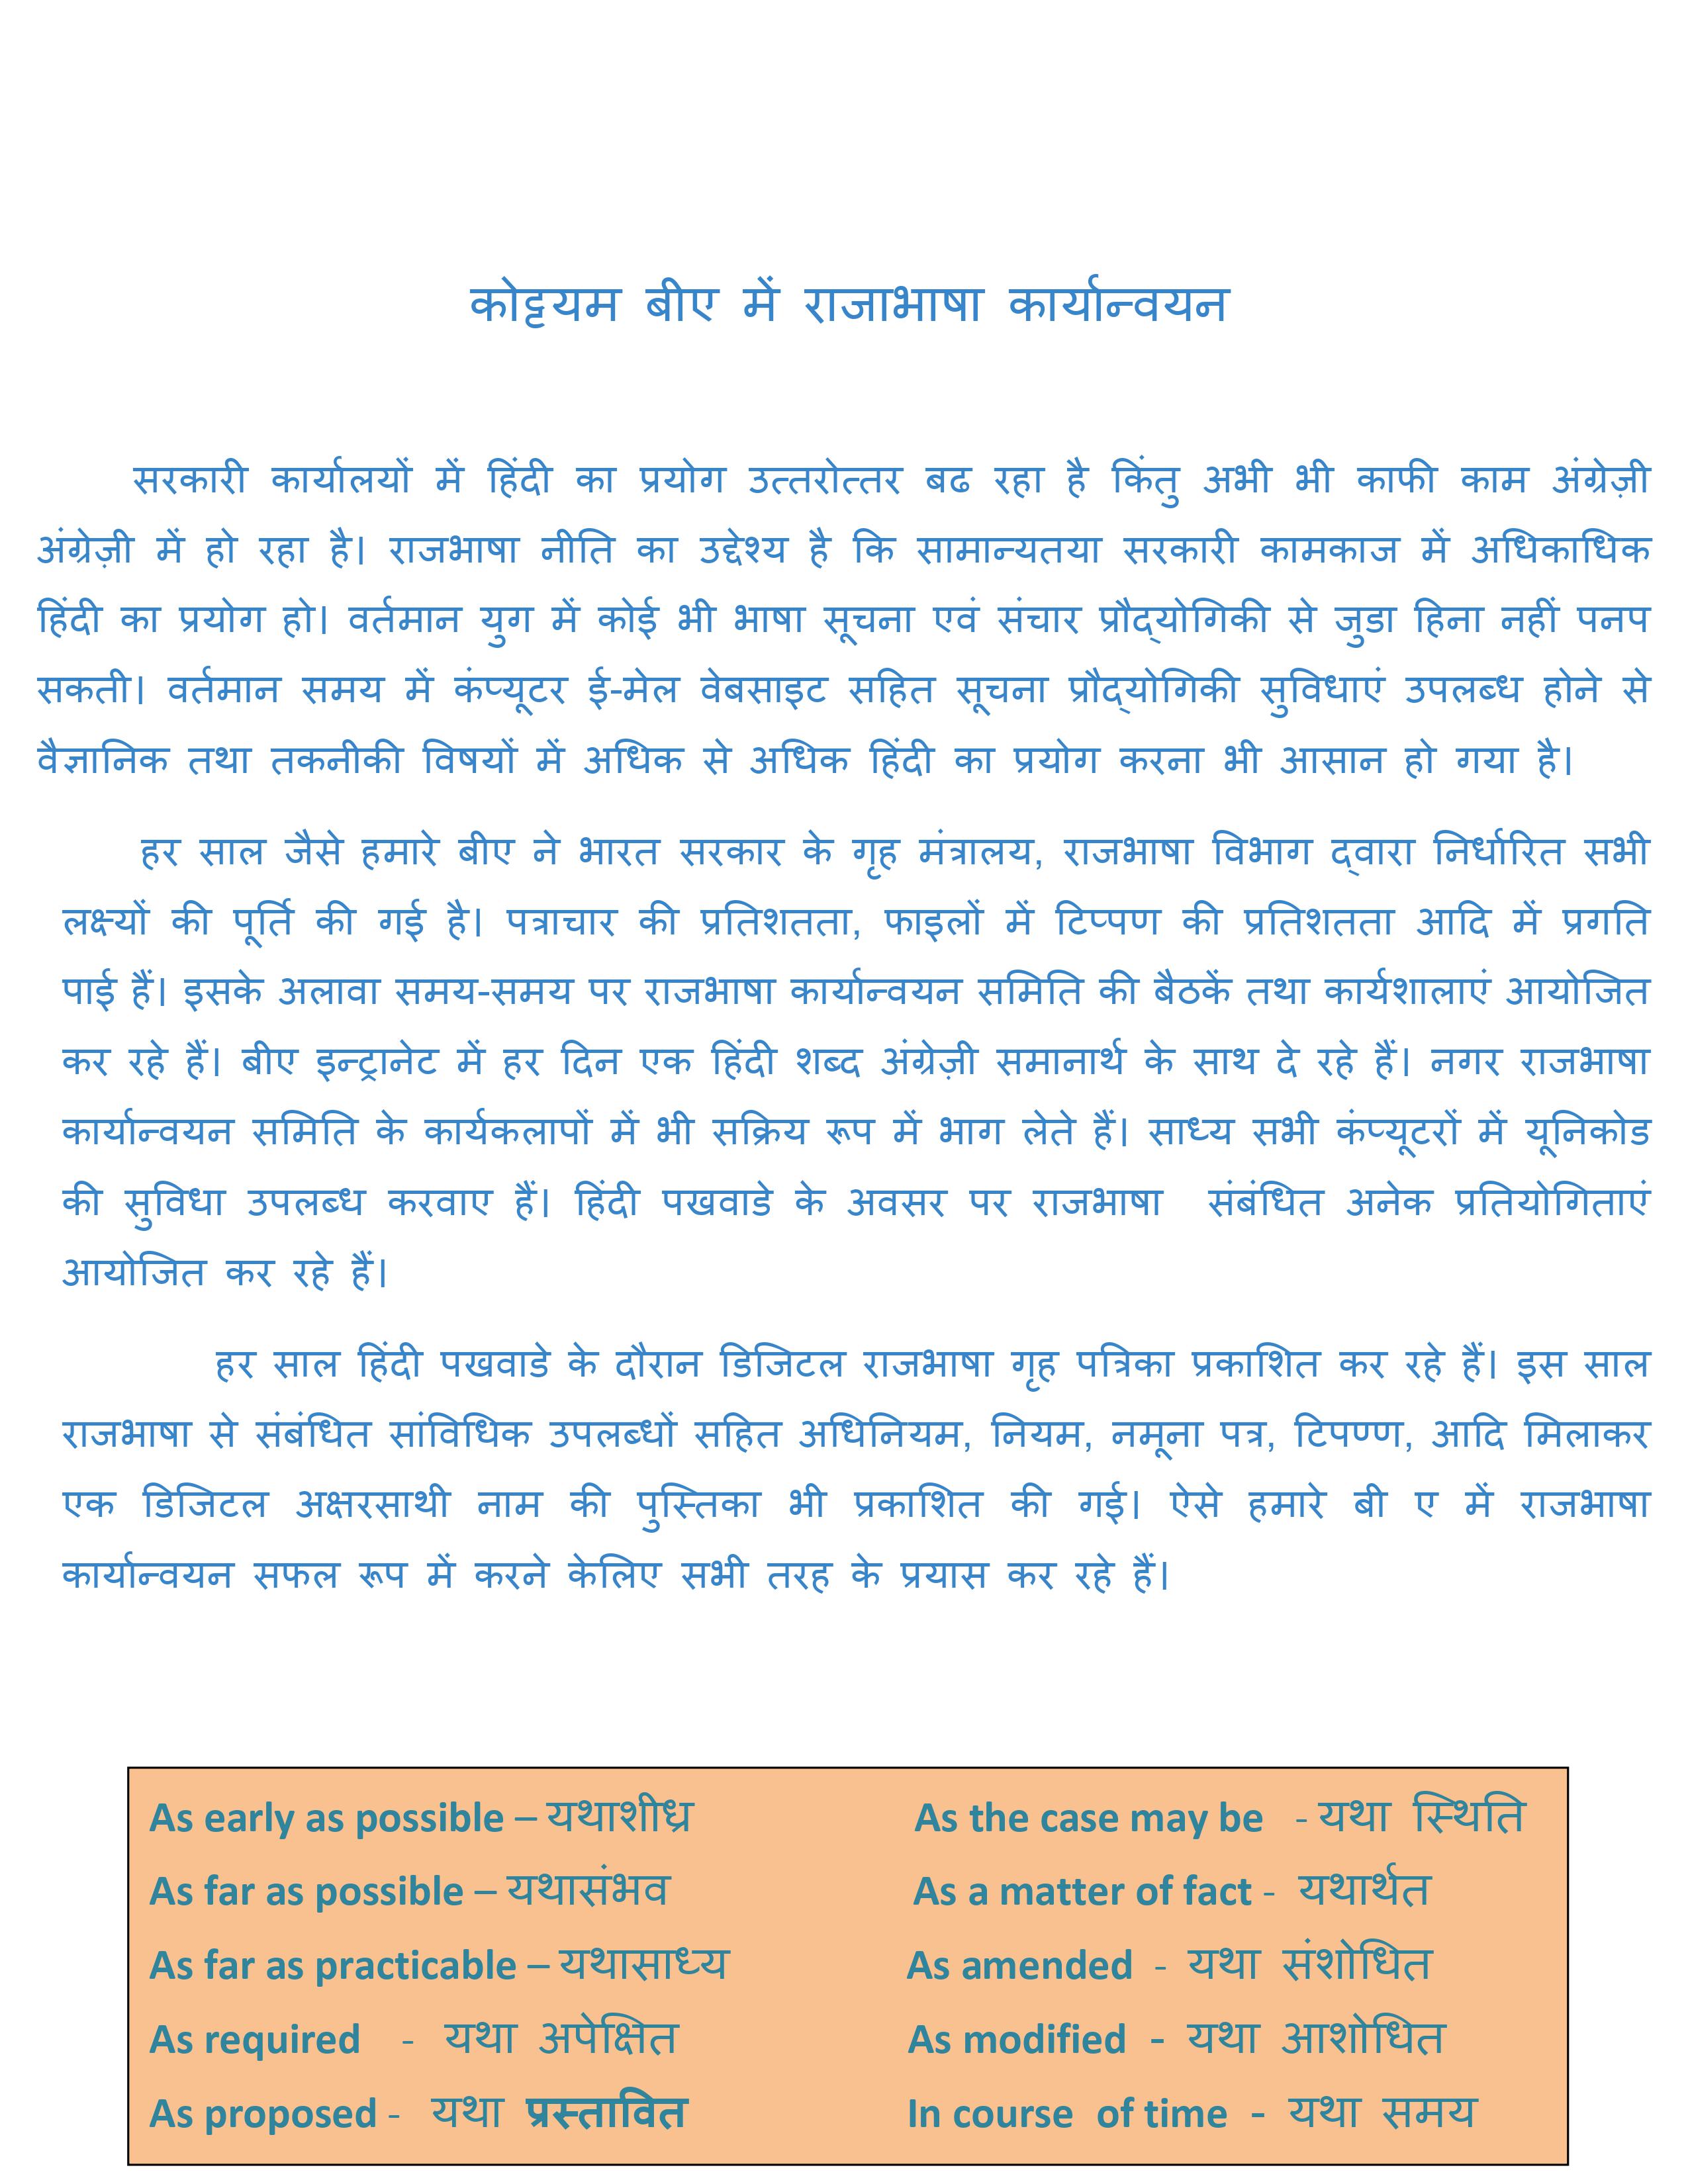 कोट्टयम बीए में राजाभाषा कार्यान्वयन
सरकारी कार्यालयों में हिंदी का प्रयोग उत्तरोत्तर बढ रहा है किंतु अभी भी काफी काम अंग्रेज़ी
अंग्रेज़ी में हो रहा है। राजभाषा नीति का उद्देश्य है कि सामान्यतया सरकारी कामकाज में अधिकाधिक
हिंदी का प्रयोग हो। वर्तमान युग में कोई भी भाषा सूचना एवं संचार प्रौद्‌योगिकी से जुडा हिना नहीं पनप
सकती। वर्तमान समय में कंप्यूटर ई-मेल वेबसाइट सहित सूचना प्रौद्‌योगिकी सुविधाएं उपलब्ध होने से
वैज्ञानिक तथा तकनीकी विषयों में अधिक से अधिक हिंदी का प्रयोग करना भी आसान हो गया है।
हर साल जैसे हमारे बीए ने भारत सरकार के गृह मंत्रालय, राजभाषा विभाग द्‌वारा निर्धारित सभी
लक्ष्यों की पूर्ति की गई है। पत्राचार की प्रतिशतता, फाइलों में टिप्पण की प्रतिशतता आदि में प्रगति
पाई हैं। इसके अलावा समय-समय पर राजभाषा कार्यान्वयन समिति की बैठकें तथा कार्यशालाएं आयोजित
कर रहे हैं। बीए इन्ट्रानेट में हर दिन एक हिंदी शब्द अंग्रेज़ी समानार्थ के साथ दे रहे हैं। नगर राजभाषा
कार्यान्वयन समिति के कार्यकलापों में भी सक्रिय रूप में भाग लेते हैं। साध्य सभी कंप्यूटरों में यूनिकोड
की सुविधा उपलब्ध करवाए हैं। हिंदी पखवाडे के अवसर पर राजभाषा संबंधित अनेक प्रतियोगिताएं
आयोजित कर रहे हैं।
हर साल हिंदी पखवाडे के दौरान डिजिटल राजभाषा गृह पत्रिका प्रकाशित कर रहे हैं। इस साल
राजभाषा से संबंधित सांविधिक उपलब्धों सहित अधिनियम, नियम, नमूना पत्र, टिपण्ण, आदि मिलाकर
एक डिजिटल अक्षरसाथी नाम की पुस्तिका भी प्रकाशित की गई। ऐसे हमारे बी ए में राजभाषा
कार्यान्वयन सफल रूप में करने केलिए सभी तरह के प्रयास कर रहे हैं।
As early as possible – यथाशीध्र As the case may be - यथा स्थिति
As far as possible – यथासंभव As a matter of fact - यथार्थत
As far as practicable – यथासाध्य As amended - यथा संशोधित
As required - यथा अपेक्षित As modified - यथा आशोधित
As proposed - यथा प्रस्तावित In course of time - यथा समय